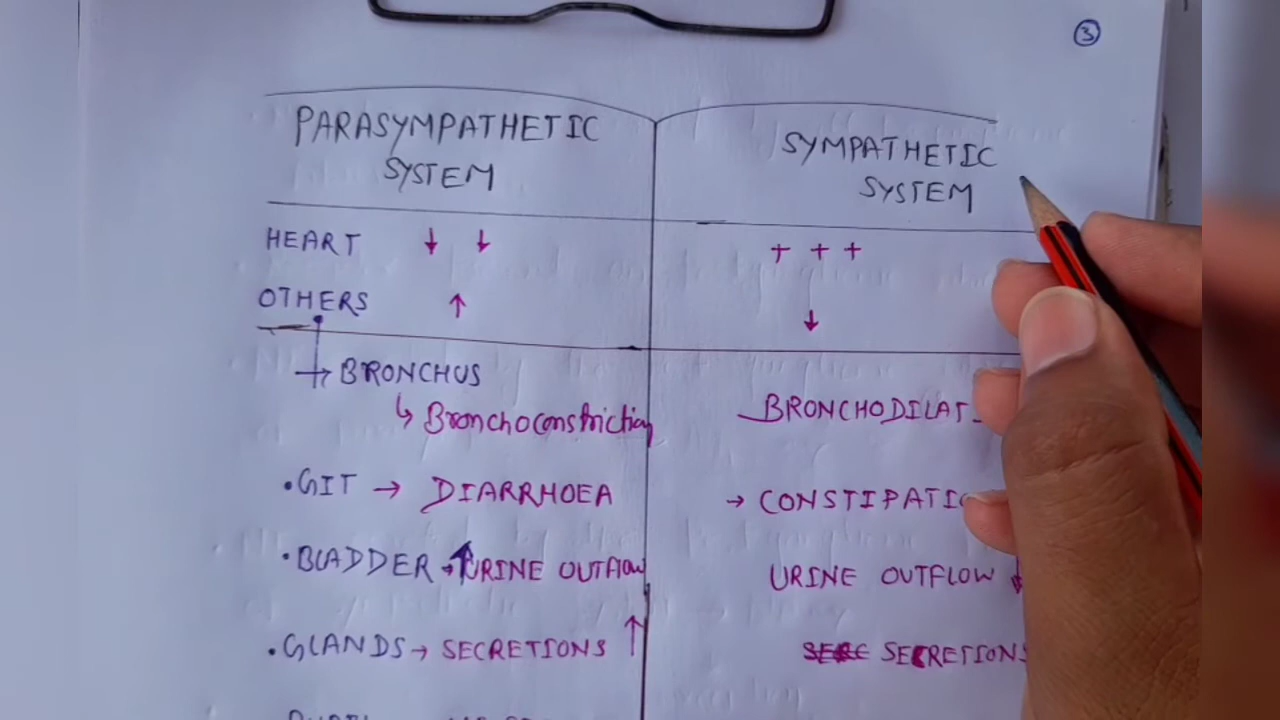 ③
PARASYMPATHETIC
SYSTEM
SYMPATHETIC
SYSTEM
HEART ↓ ↓
+ + +
OTHERS ↑
↓
→ BRONCHUS
↳ Bronchoconstriction
BRONCHODILAT
• GIT → DIARRHOEA
→ CONSTIPATIO
• BLADDER → ↑URINE OUTFLOW
URINE OUTFLOW ↓
• GLANDS → SECRETIONS ↑
SECRETIONS